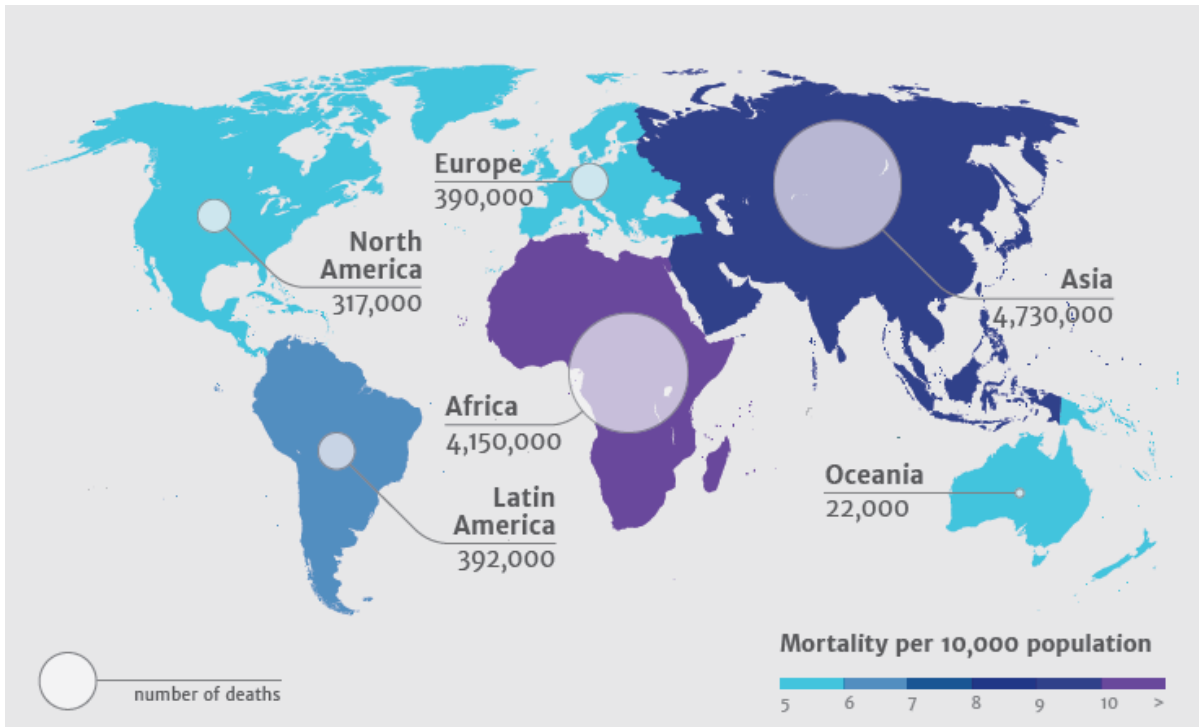 Europe
390,000
North
America
317,000
Asia
4,730,000
Africa
4,150,000
Oceania
22,000
Latin
America
392,000
Mortality per 10,000 population
5 6 7 8 9 10 >
number of deaths